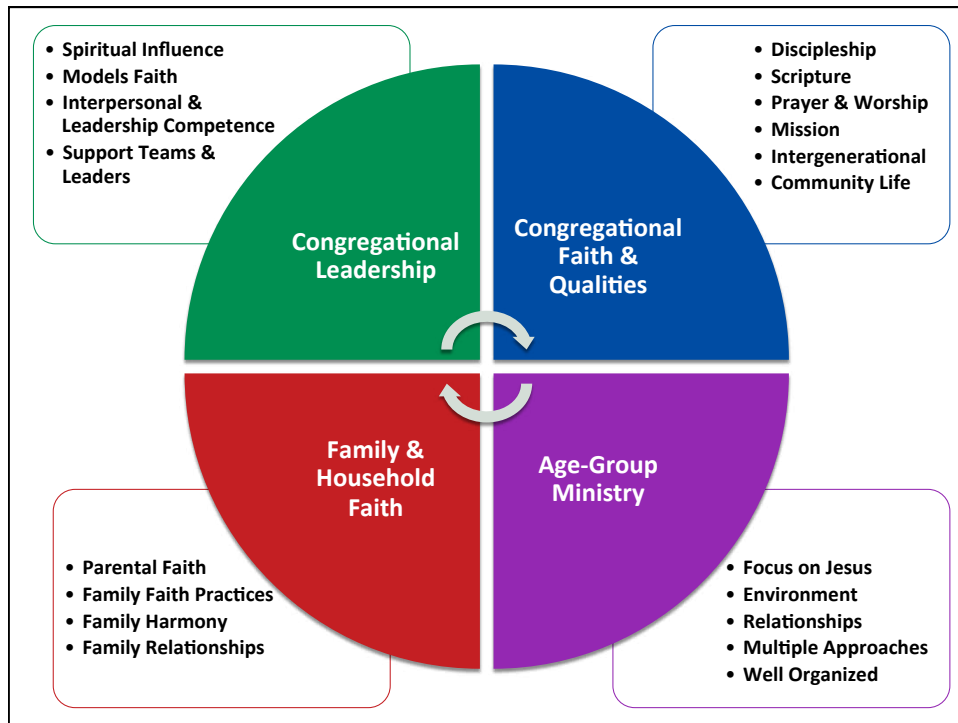 • Spiritual Influence
• Models Faith
• Interpersonal &
Leadership Competence
• Support Teams &
Leaders
• Discipleship
• Scripture
• Prayer & Worship
• Mission
• Intergenerational
• Community Life
Congregational
Leadership
Congregational
Faith &
Qualities
Family &
Household
Faith
Age-Group
Ministry
• Parental Faith
• Family Faith Practices
• Family Harmony
• Family Relationships
• Focus on Jesus
• Environment
• Relationships
• Multiple Approaches
• Well Organized